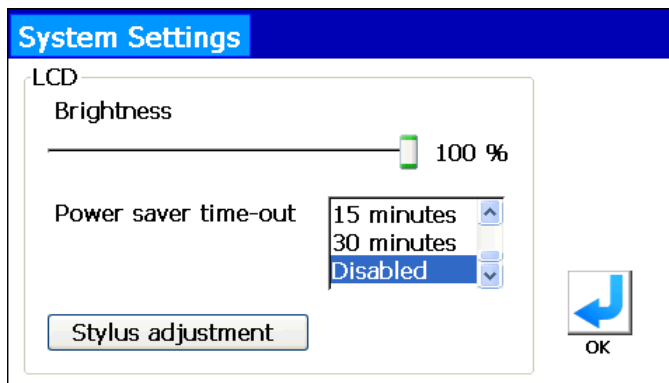 System Settings
LCD
Brightness
100 %
Power saver time-out
15 minutes
30 minutes
Disabled
Stylus adjustment
OK